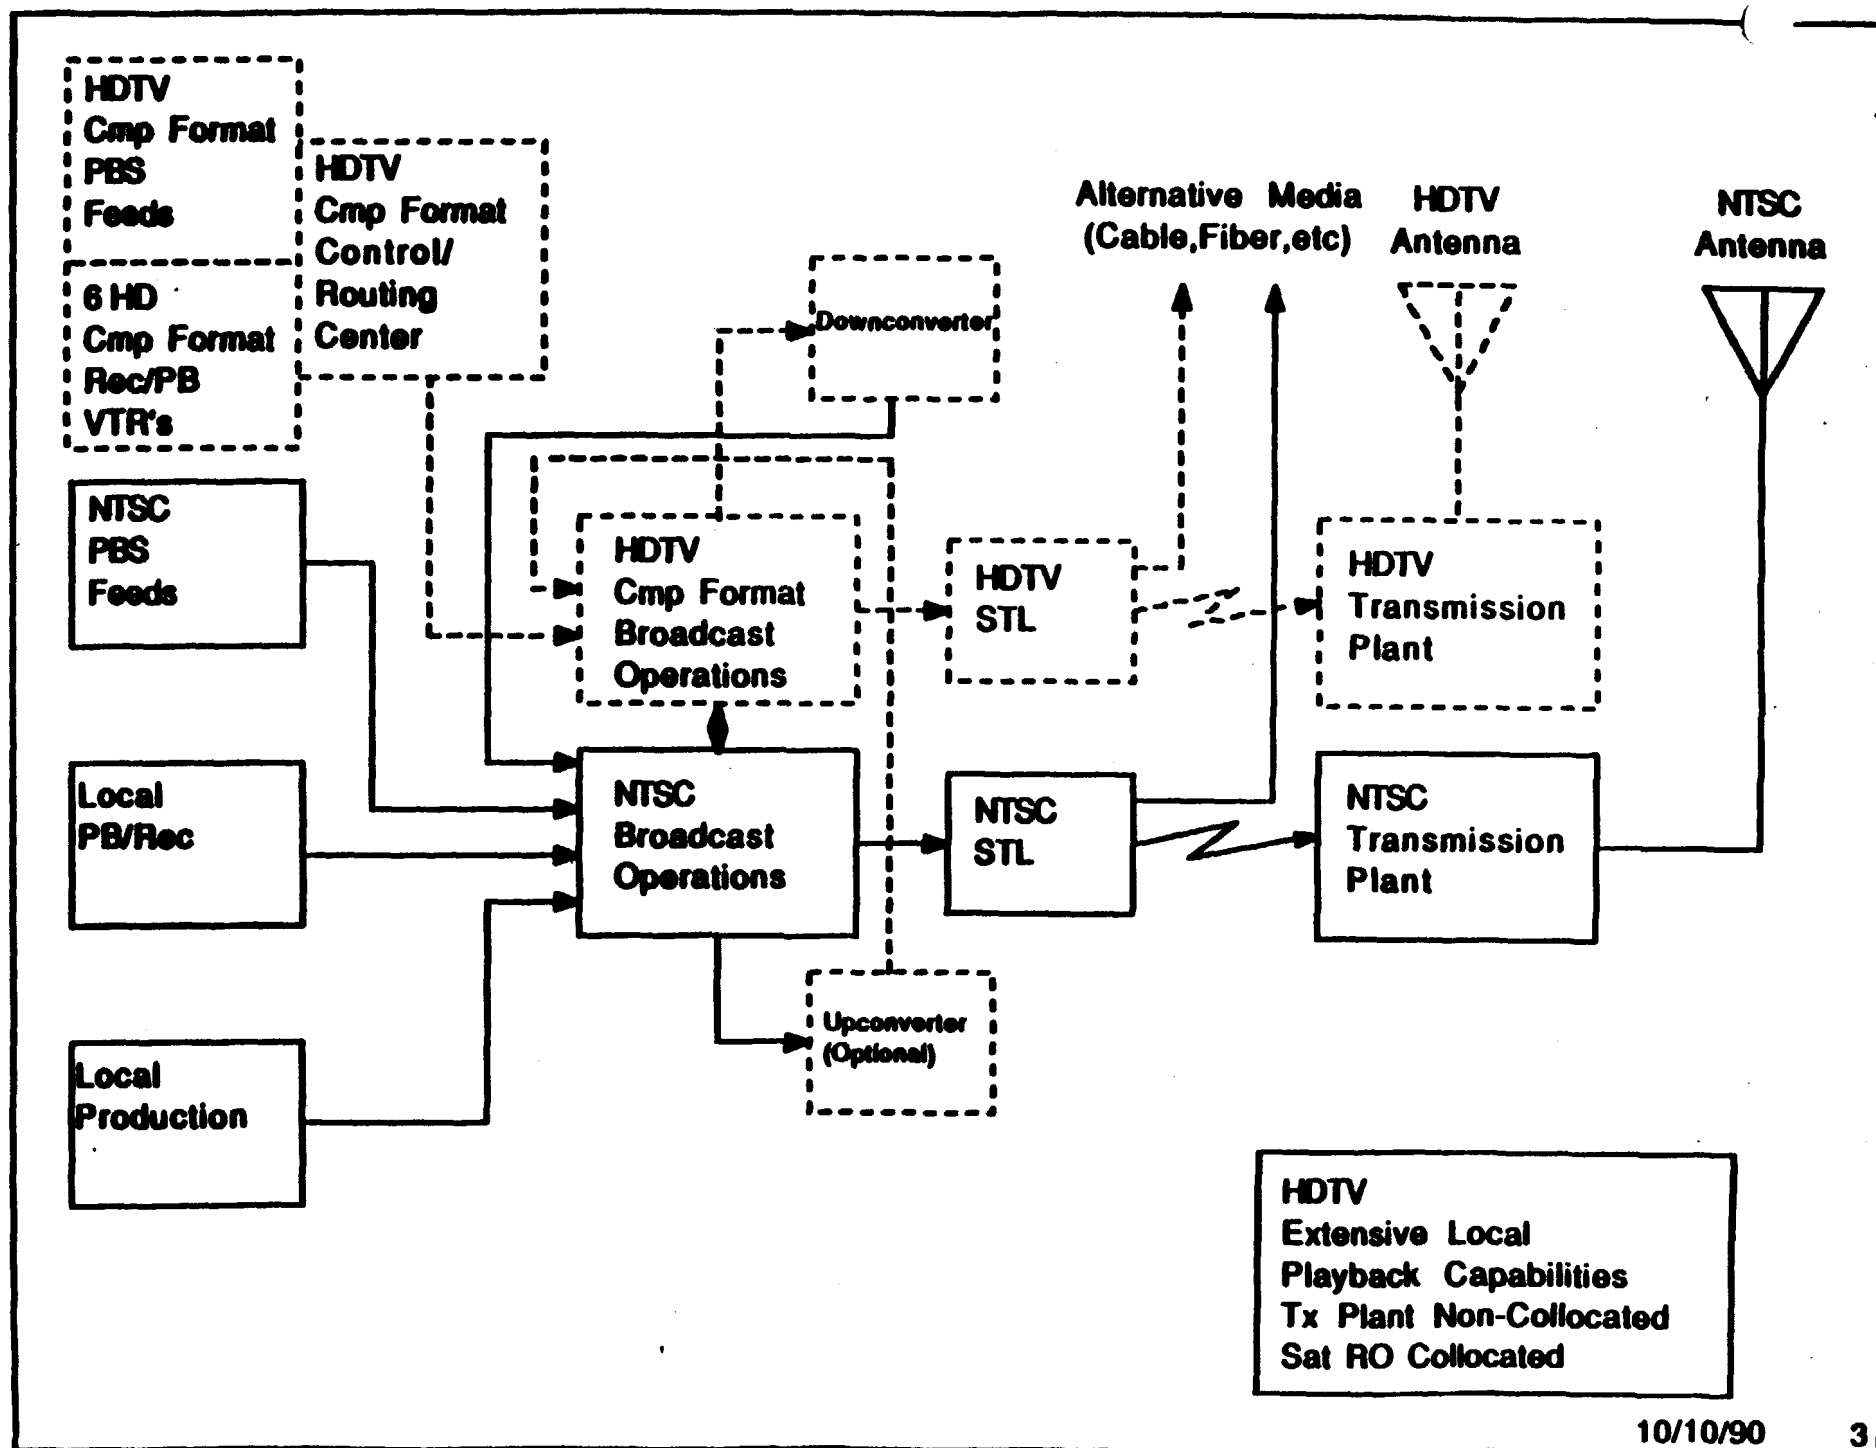 HDTV
Cmp Format
PBS
Feeds
HDTV
Cmp Format
Control/
Routing
Center
6 HD
Cmp Format
Rec/PB
VTR's
Downconverter
Alternative Media
(Cable,Fiber,etc)
HDTV
Antenna
NTSC
Antenna
NTSC
PBS
Feeds
HDTV
Cmp Format
Broadcast
Operations
HDTV
STL
HDTV
Transmission
Plant
Local
PB/Rec
NTSC
Broadcast
Operations
NTSC
STL
NTSC
Transmission
Plant
Local
Production
Upconverter
(Optional)
HDTV
Extensive Local
Playback Capabilities
Tx Plant Non-Collocated
Sat RO Collocated
10/10/90
3